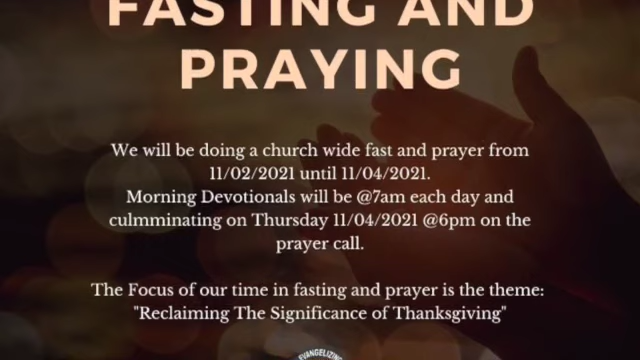 FASTING AND
PRAYING
We will be doing a church wide fast and prayer from
11/02/2021 until 11/04/2021.
Morning Devotionals will be @7am each day and
culmminating on Thursday 11/04/2021 @6pm on the
prayer call.
The Focus of our time in fasting and prayer is the theme:
"Reclaiming The Significance of Thanksgiving"
EVANGELIZING